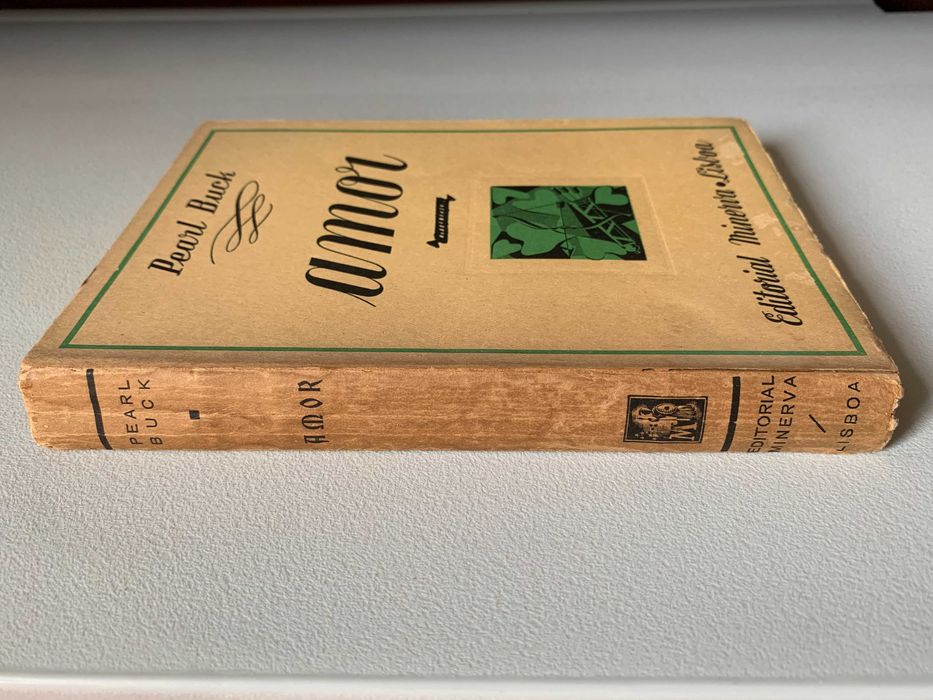 Pearl Buck
amor
Editorial Minerva • Lisboa
PEARL
BUCK
AMOR
M
EDITORIAL
MINERVA
/
LISBOA